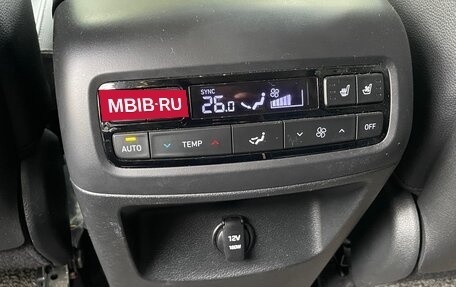 SYNC
MBIB-RU
26.0
AUTO
TEMP
OFF
12V
180W